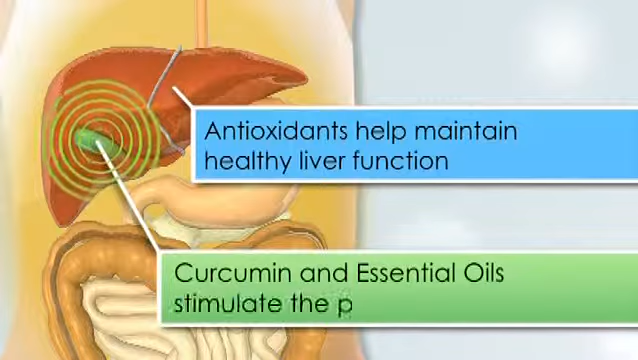 Antioxidants help maintain
healthy liver function
Curcumin and Essential Oils
stimulate the p